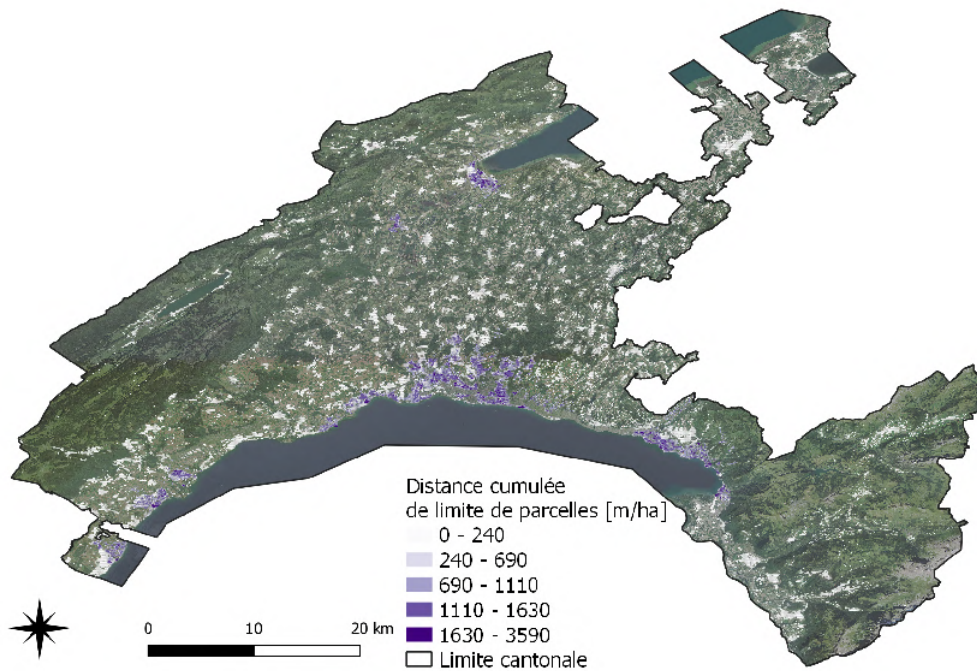 Distance cumulée
de limite de parcelles [m/ha]
0 - 240
240 - 690
690 - 1110
1110 - 1630
1630 - 3590
Limite cantonale
0 10 20 km